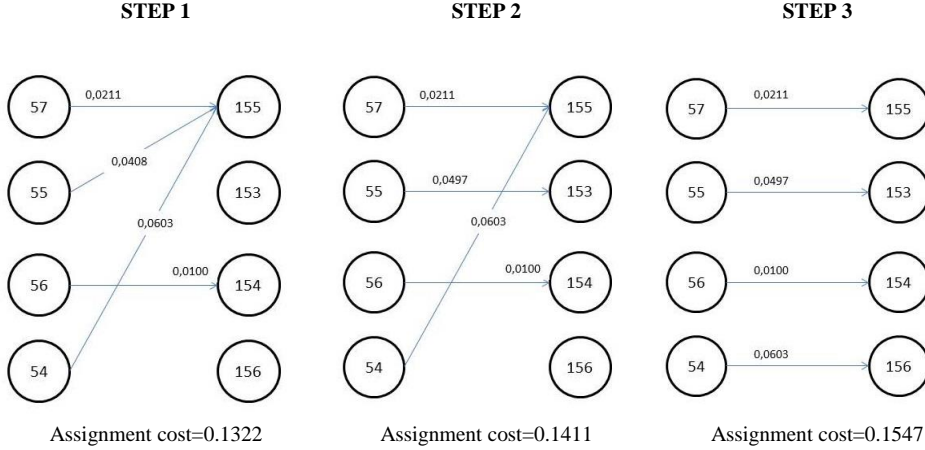 STEP 1 STEP 2 STEP 3
57 0,0211 155 57 0,0211 155 57 0,0211 155
0,0408
55 153 55 0,0497 153 55 0,0497 153
0,0603 0,0603
56 0,0100 154 56 0,0100 154 56 0,0100 154
54 156 54 156 54 0,0603 156
Assignment cost=0.1322 Assignment cost=0.1411 Assignment cost=0.1547